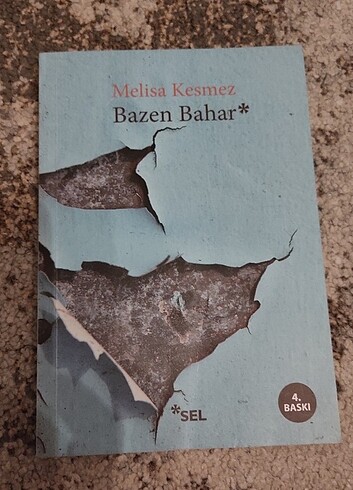 Melisa Kesmez
Bazen Bahar*
4.
BASKI
*SEL